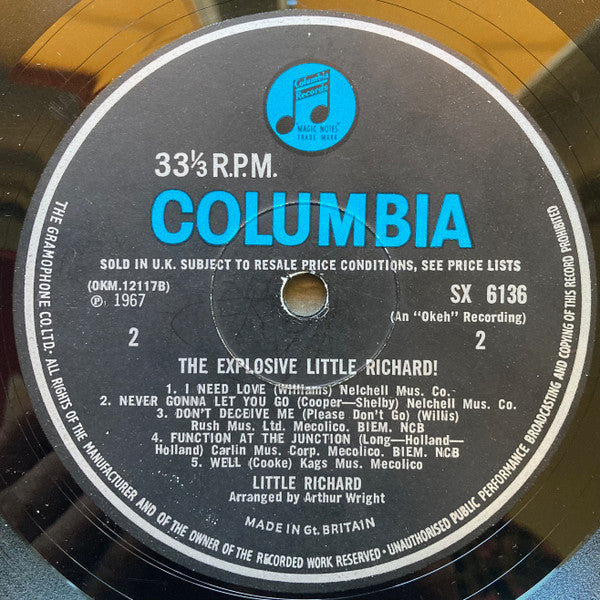 Columbia
Records
"MAGIC NOTES"
TRADE MARK
33⅓ R.P.M.
COLUMBIA
SOLD IN U.K. SUBJECT TO RESALE PRICE CONDITIONS, SEE PRICE LISTS
(OKM.12117B)
SX 6136
℗ 1967
(An "Okeh" Recording)
2
2
THE EXPLOSIVE LITTLE RICHARD!
1. I NEED LOVE (Williams) Nelchell Mus. Co.
2. NEVER GONNA LET YOU GO (Cooper—Shelby) Nelchell Mus. Co.
3. DON'T DECEIVE ME (Please Don't Go) (Willis)
Rush Mus. Ltd. Mecolico. BIEM. NCB
4. FUNCTION AT THE JUNCTION (Long—Holland—
Holland) Carlin Mus. Corp. Mecolico. BIEM. NCB
5. WELL (Cooke) Kags Mus. Mecolico
LITTLE RICHARD
Arranged by Arthur Wright
MADE IN Gt. BRITAIN
THE GRAMOPHONE CO. LTD. · ALL RIGHTS OF THE MANUFACTURER AND OF THE OWNER OF THE RECORDED WORK RESERVED · UNAUTHORISED PUBLIC PERFORMANCE BROADCASTING AND COPYING OF THIS RECORD PROHIBITED